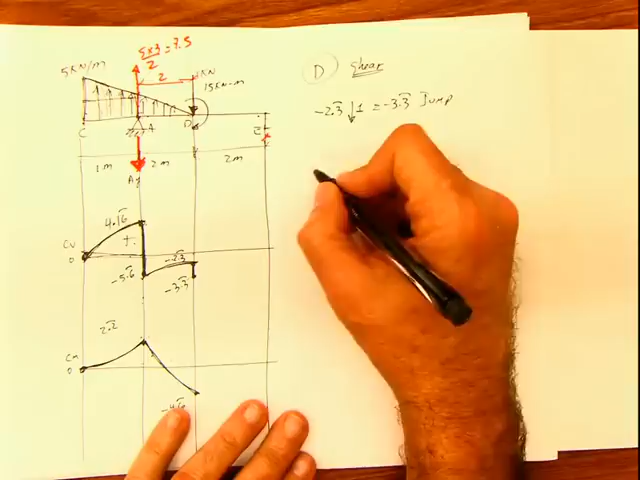 5x3 = 7.5
2
5KN/m
2
1KN
15KN-m
C
A
D
E
1m
2m
2m
Ay
CV
0
4.16
+
-5.6
-2.3
-3.3
2.2
CM
0
-4.6
D Shear
-2.3 ↓ 1 = -3.3 Jump